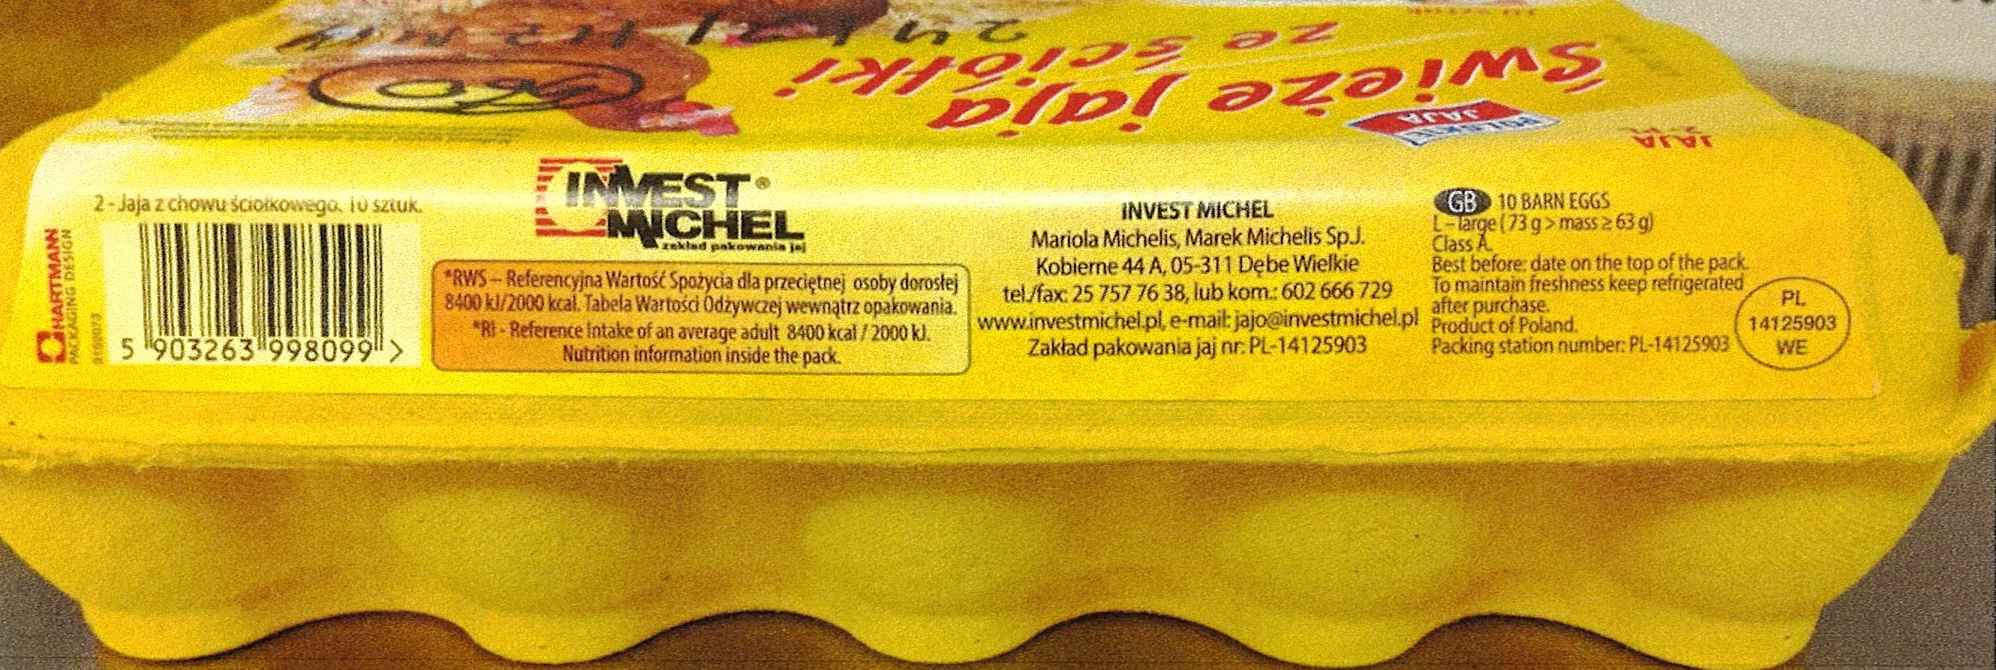 Świeże jaja
ze ściółki
POLSKIE
JAJA
JAJA
2 - Jaja z chowu ściółkowego. 10 sztuk.
HARTMANN
PACKAGING DESIGN
5 903263 998099 >
INVEST®
MICHEL
zakład pakowania jaj
*RWS – Referencyjna Wartość Spożycia dla przeciętnej osoby dorosłej
8400 kJ/2000 kcal. Tabela Wartości Odżywczej wewnątrz opakowania.
*RI - Reference Intake of an average adult 8400 kcal / 2000 kJ.
Nutrition information inside the pack.
INVEST MICHEL
Mariola Michelis, Marek Michelis Sp.J.
Kobierne 44 A, 05-311 Dębe Wielkie
tel./fax: 25 757 76 38, lub kom.: 602 666 729
www.investmichel.pl, e-mail: jajo@investmichel.pl
Zakład pakowania jaj nr: PL-14125903
GB 10 BARN EGGS
L – large ( 73 g > mass ≥ 63 g)
Class A.
Best before: date on the top of the pack.
To maintain freshness keep refrigerated
after purchase.
Product of Poland.
Packing station number: PL-14125903
PL
14125903
WE